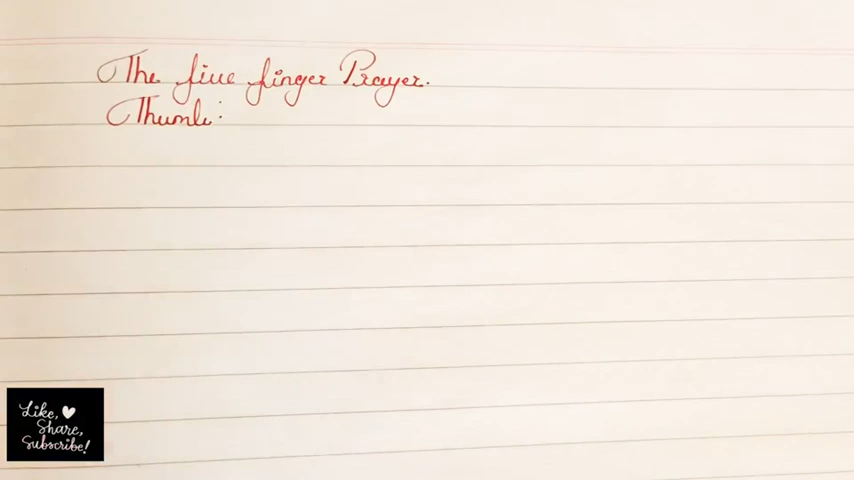 The five finger Prayer.
Thumb:
Like,
Share,
Subscribe!